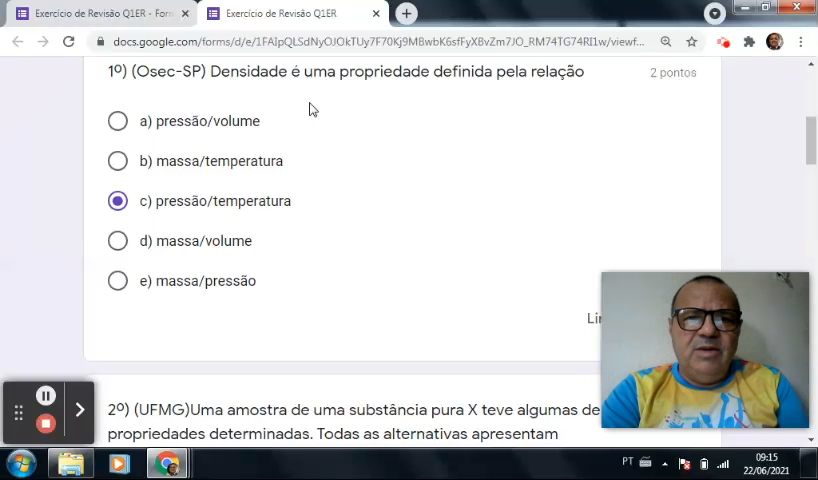 Exercício de Revisão Q1ER - Form
Exercício de Revisão Q1ER
docs.google.com/forms/d/e/1FAIpQLSdNyOJOkTUy7F70Kj9MBwbK6sfFyXBvZm7JO_RM74TG74RI1w/viewf...
1º) (Osec-SP) Densidade é uma propriedade definida pela relação
2 pontos
a) pressão/volume
b) massa/temperatura
c) pressão/temperatura
d) massa/volume
e) massa/pressão
2º) (UFMG)Uma amostra de uma substância pura X teve algumas de
propriedades determinadas. Todas as alternativas apresentam
PT
09:15
22/06/2021